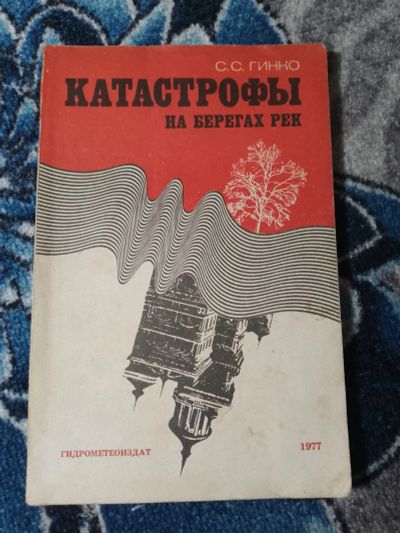 С. С. ГИНКО
КАТАСТРОФЫ
НА БЕРЕГАХ РЕК
ГИДРОМЕТЕОИЗДАТ 1977